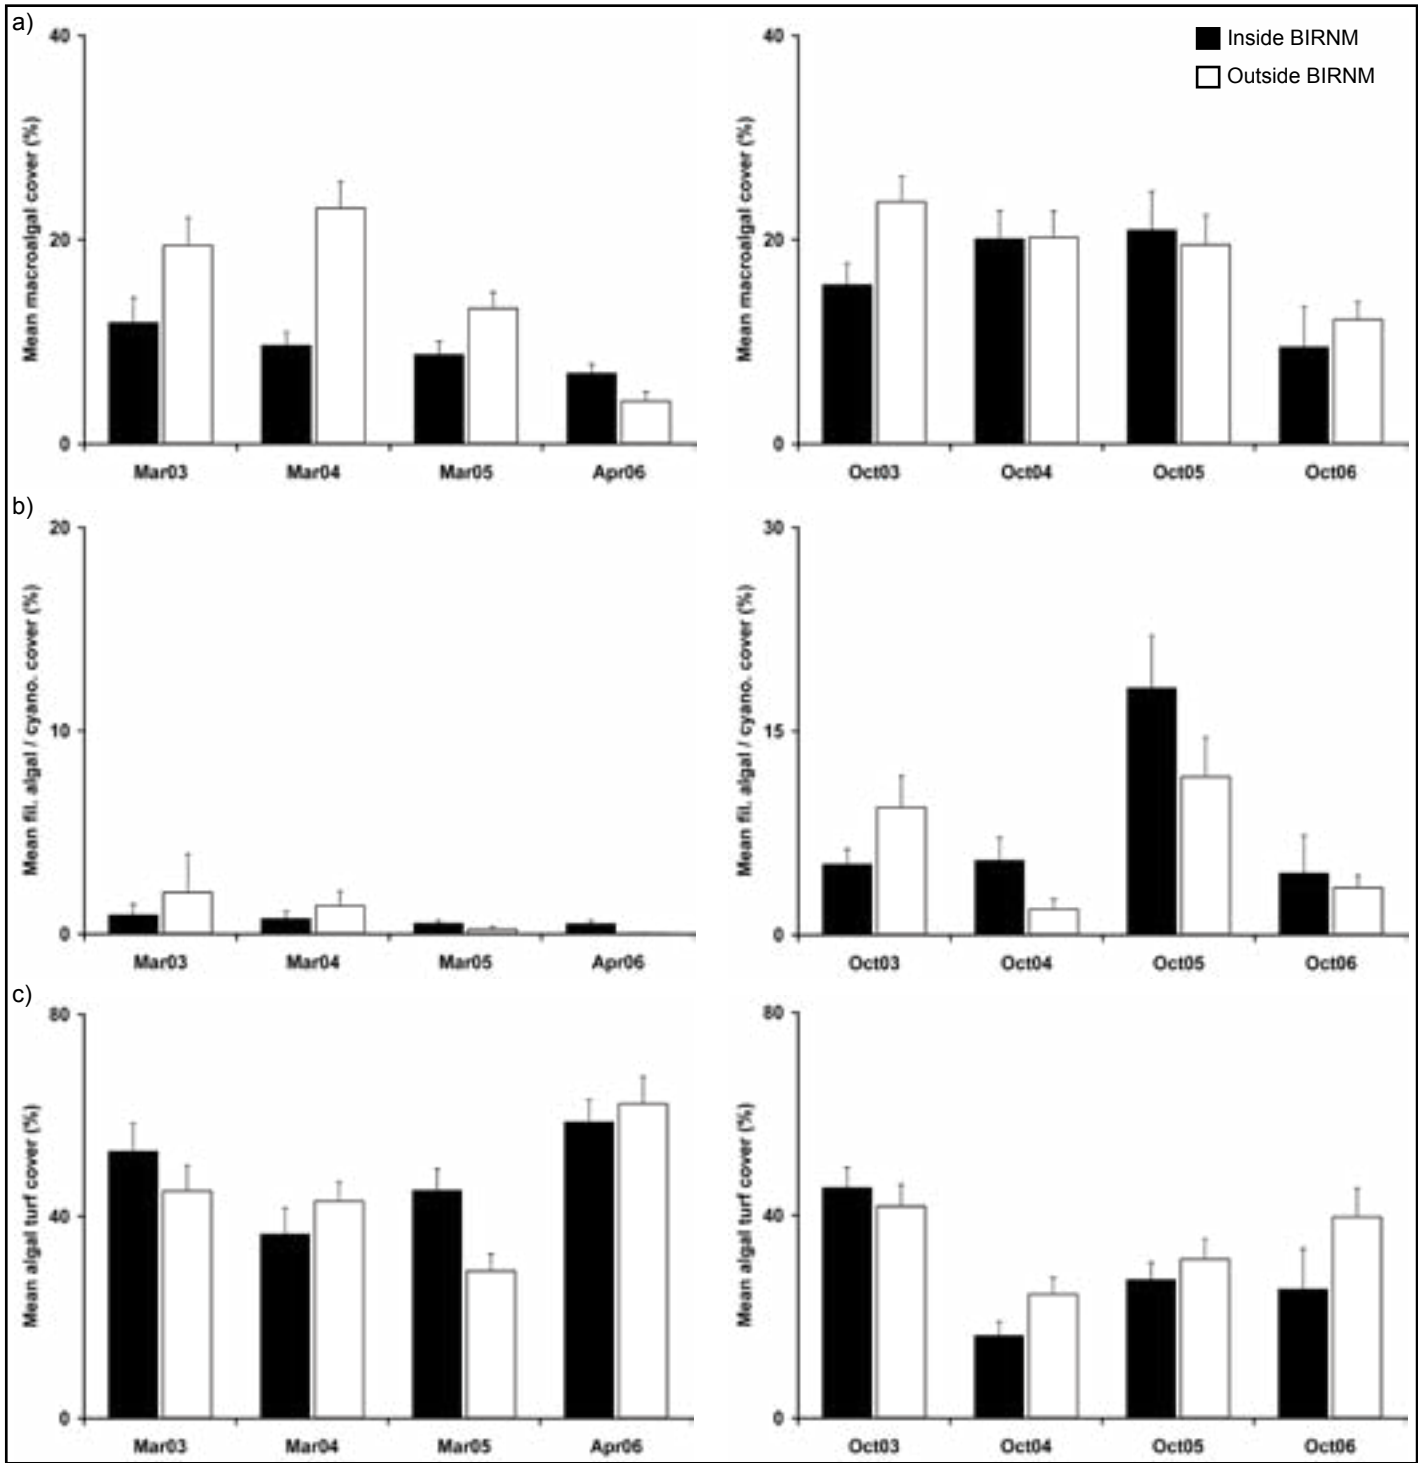 a)
40
20
0
Mean macroalgal cover (%)
Mar03 Mar04 Mar05 Apr06
40
20
0
Mean macroalgal cover (%)
Oct03 Oct04 Oct05 Oct06
Inside BIRNM
Outside BIRNM
b)
20
10
0
Mean fil. algal / cyano. cover (%)
Mar03 Mar04 Mar05 Apr06
30
15
0
Mean fil. algal / cyano. cover (%)
Oct03 Oct04 Oct05 Oct06
c)
80
40
0
Mean algal turf cover (%)
Mar03 Mar04 Mar05 Apr06
80
40
0
Mean algal turf cover (%)
Oct03 Oct04 Oct05 Oct06